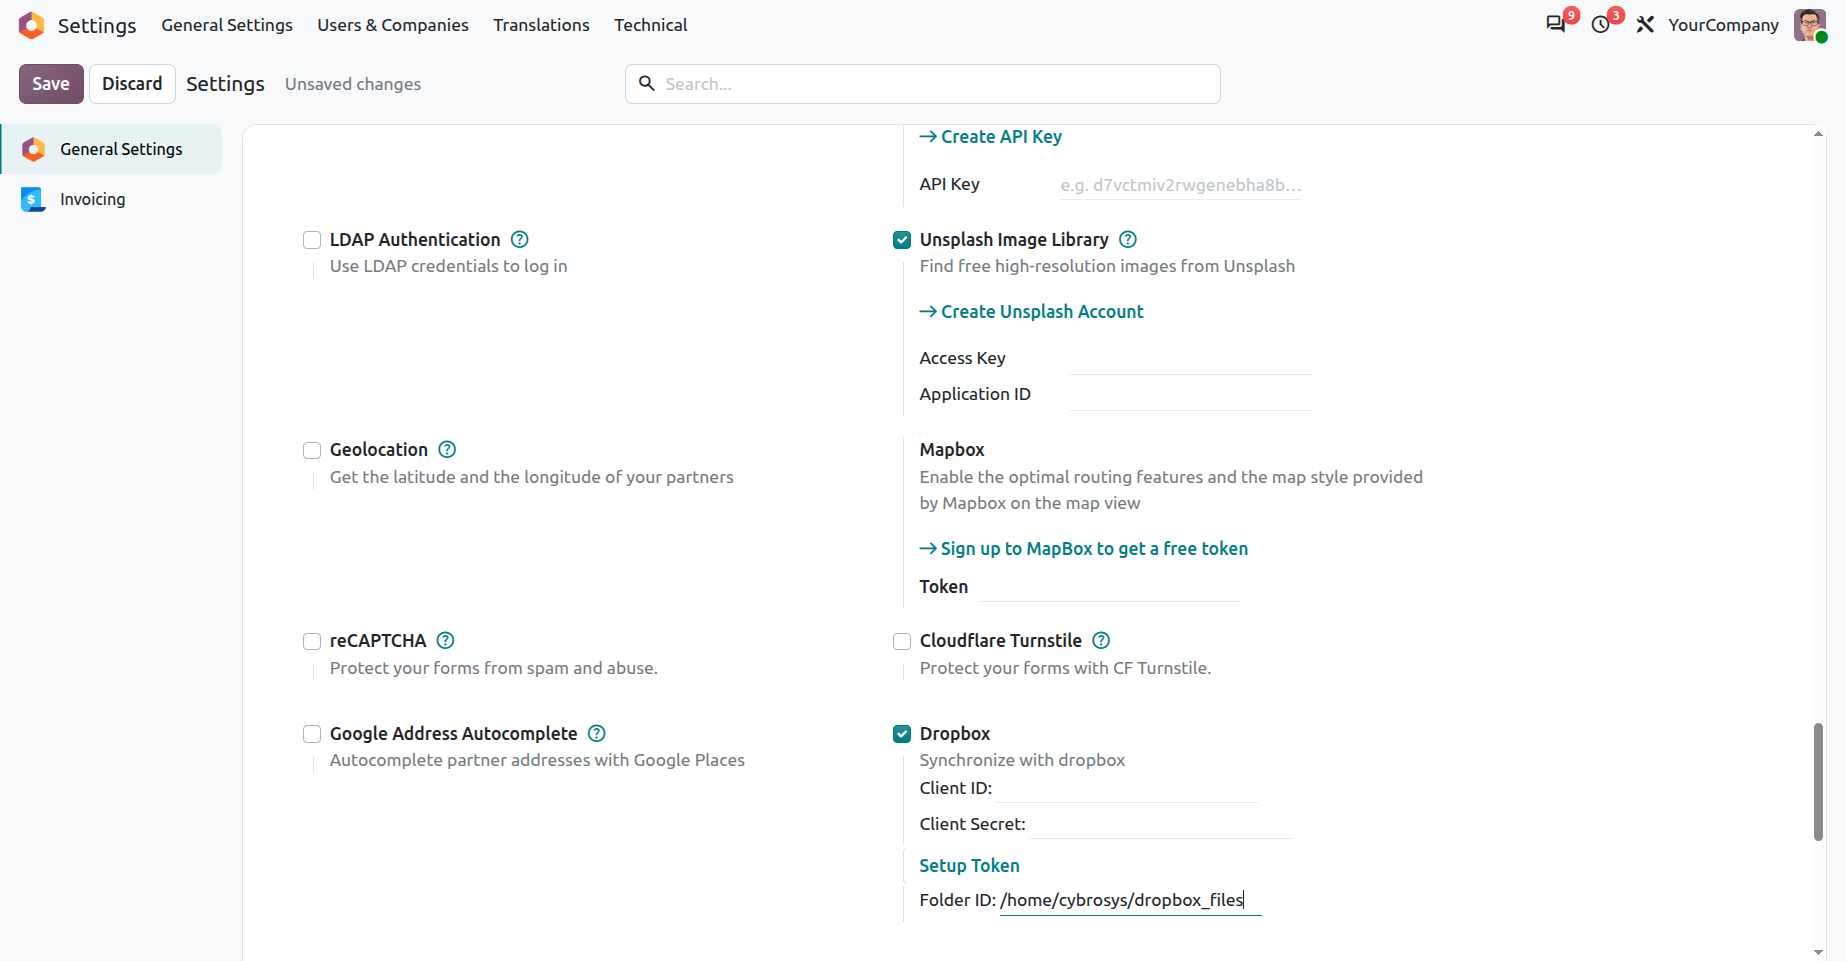 Settings General Settings Users & Companies Translations Technical 9 3 YourCompany
Save Discard Settings Unsaved changes Search...
General Settings
Invoicing
Create API Key
API Key e.g. d7vctmiv2rwgenebha8b...
LDAP Authentication ?
Use LDAP credentials to log in
Unsplash Image Library ?
Find free high-resolution images from Unsplash
Create Unsplash Account
Access Key
Application ID
Geolocation ?
Get the latitude and the longitude of your partners
Mapbox
Enable the optimal routing features and the map style provided
by Mapbox on the map view
Sign up to MapBox to get a free token
Token
reCAPTCHA ?
Protect your forms from spam and abuse.
Cloudflare Turnstile ?
Protect your forms with CF Turnstile.
Google Address Autocomplete ?
Autocomplete partner addresses with Google Places
Dropbox
Synchronize with dropbox
Client ID:
Client Secret:
Setup Token
Folder ID: /home/cybrosys/dropbox_files